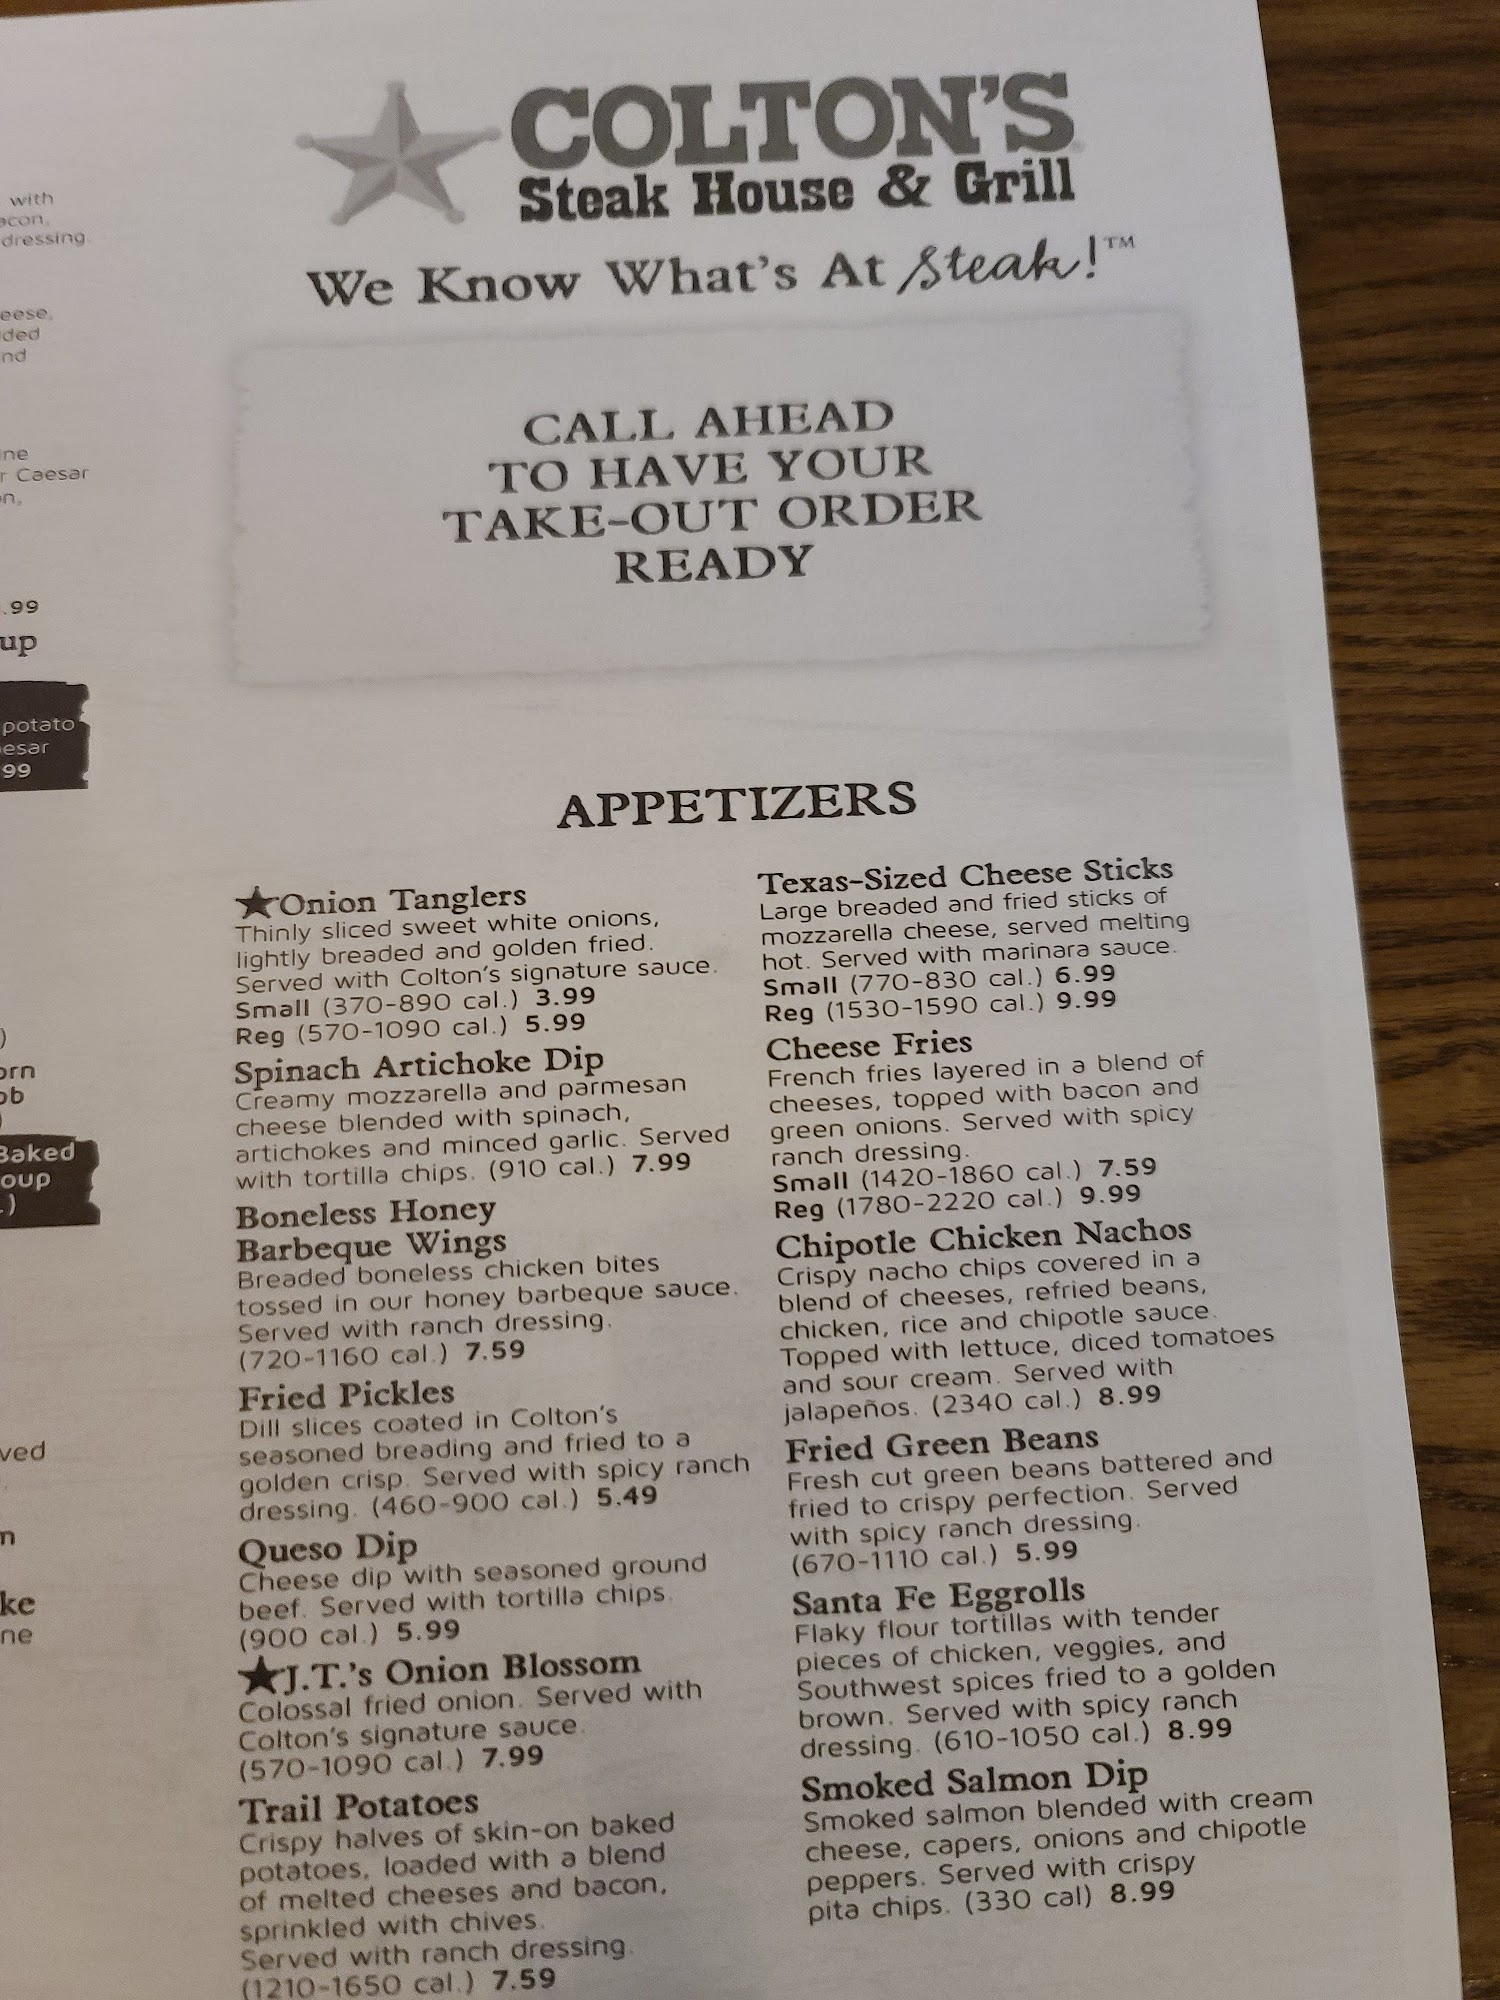 COLTON'S
Steak House & Grill
We Know What's At Steak!™
CALL AHEAD
TO HAVE YOUR
TAKE-OUT ORDER
READY
APPETIZERS
★Onion Tanglers
Thinly sliced sweet white onions,
lightly breaded and golden fried.
Served with Colton's signature sauce.
Small (370-890 cal.) 3.99
Reg (570-1090 cal.) 5.99
Spinach Artichoke Dip
Creamy mozzarella and parmesan
cheese blended with spinach,
artichokes and minced garlic. Served
with tortilla chips. (910 cal.) 7.99
Boneless Honey
Barbeque Wings
Breaded boneless chicken bites
tossed in our honey barbeque sauce.
Served with ranch dressing.
(720-1160 cal.) 7.59
Fried Pickles
Dill slices coated in Colton's
seasoned breading and fried to a
golden crisp. Served with spicy ranch
dressing. (460-900 cal.) 5.49
Queso Dip
Cheese dip with seasoned ground
beef. Served with tortilla chips.
(900 cal.) 5.99
★J.T.'s Onion Blossom
Colossal fried onion. Served with
Colton's signature sauce.
(570-1090 cal.) 7.99
Trail Potatoes
Crispy halves of skin-on baked
potatoes, loaded with a blend
of melted cheeses and bacon,
sprinkled with chives.
Served with ranch dressing.
(1210-1650 cal.) 7.59
Texas-Sized Cheese Sticks
Large breaded and fried sticks of
mozzarella cheese, served melting
hot. Served with marinara sauce.
Small (770-830 cal.) 6.99
Reg (1530-1590 cal.) 9.99
Cheese Fries
French fries layered in a blend of
cheeses, topped with bacon and
green onions. Served with spicy
ranch dressing.
Small (1420-1860 cal.) 7.59
Reg (1780-2220 cal.) 9.99
Chipotle Chicken Nachos
Crispy nacho chips covered in a
blend of cheeses, refried beans,
chicken, rice and chipotle sauce.
Topped with lettuce, diced tomatoes
and sour cream. Served with
jalapeños. (2340 cal.) 8.99
Fried Green Beans
Fresh cut green beans battered and
fried to crispy perfection. Served
with spicy ranch dressing.
(670-1110 cal.) 5.99
Santa Fe Eggrolls
Flaky flour tortillas with tender
pieces of chicken, veggies, and
Southwest spices fried to a golden
brown. Served with spicy ranch
dressing. (610-1050 cal.) 8.99
Smoked Salmon Dip
Smoked salmon blended with cream
cheese, capers, onions and chipotle
peppers. Served with crispy
pita chips. (330 cal) 8.99
with
dressing.
Caesar
.99
potato
99
Baked